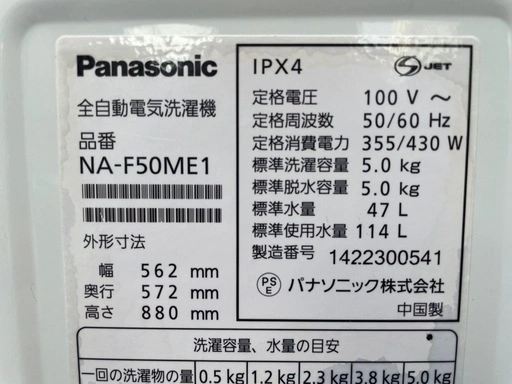 Panasonic
全自動電気洗濯機
品番
NA-F50ME1
外形寸法
幅 562 mm
奥行 572 mm
高さ 880 mm
IPX4 S JET
定格電圧 100 V ～
定格周波数 50/60 Hz
定格消費電力 355/430 W
標準洗濯容量 5.0 kg
標準脱水容量 5.0 kg
標準水量 47 L
標準使用水量 114 L
製造番号 1422300541
PS E パナソニック株式会社
中国製
洗濯容量、水量の目安
一回の洗濯物の量 0.5 kg 1.2 kg 2.3 kg 3.8 kg 5.0 kg